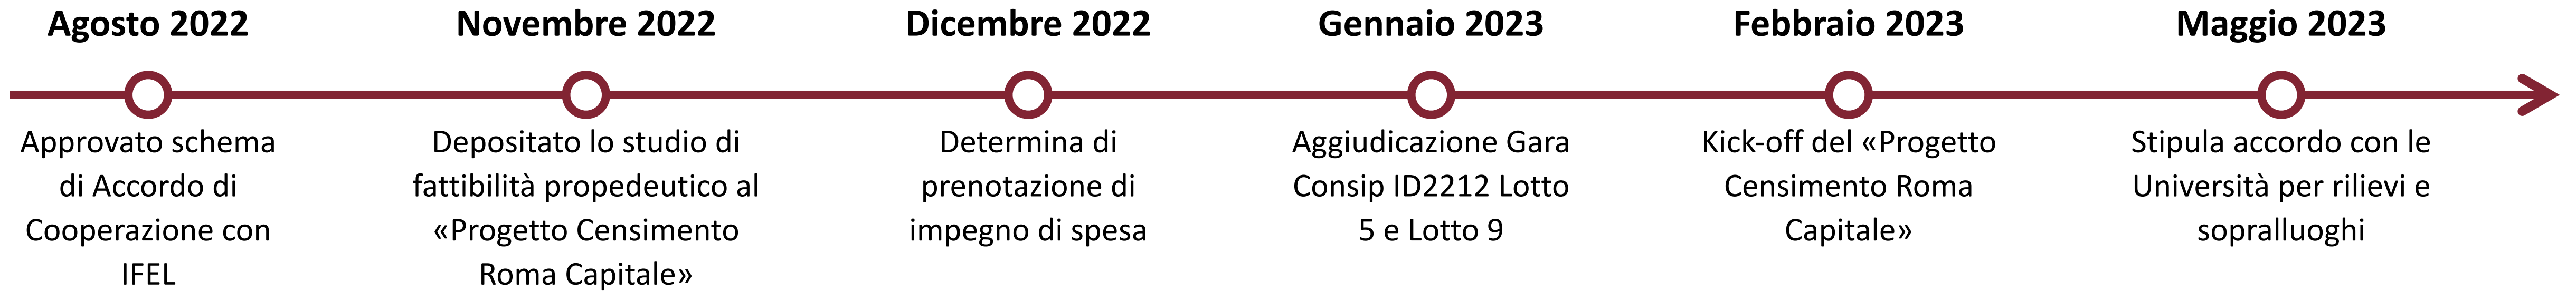 Agosto 2022
Approvato schema
di Accordo di
Cooperazione con
IFEL
Novembre 2022
Depositato lo studio di
fattibilità propedeutico al
«Progetto Censimento
Roma Capitale»
Dicembre 2022
Determina di
prenotazione di
impegno di spesa
Gennaio 2023
Aggiudicazione Gara
Consip ID2212 Lotto
5 e Lotto 9
Febbraio 2023
Kick-off del «Progetto
Censimento Roma
Capitale»
Maggio 2023
Stipula accordo con le
Università per rilievi e
sopralluoghi